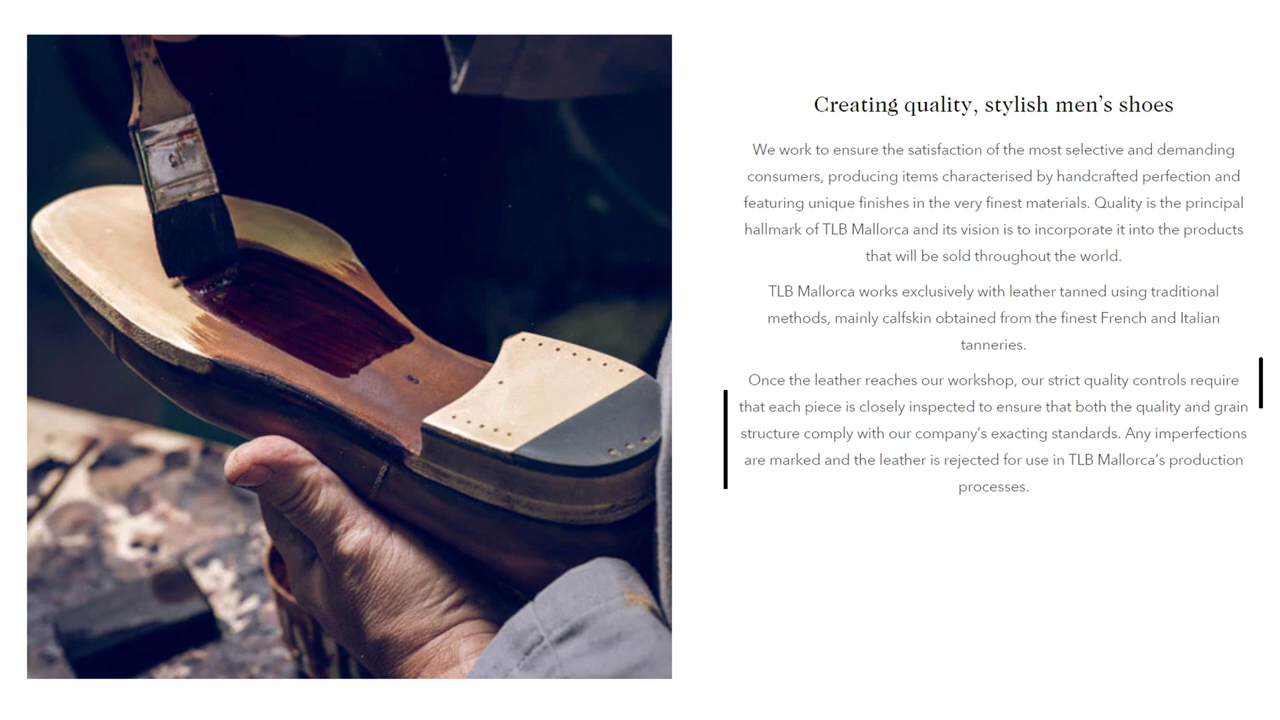 Creating quality, stylish men’s shoes
We work to ensure the satisfaction of the most selective and demanding
consumers, producing items characterised by handcrafted perfection and
featuring unique finishes in the very finest materials. Quality is the principal
hallmark of TLB Mallorca and its vision is to incorporate it into the products
that will be sold throughout the world.
TLB Mallorca works exclusively with leather tanned using traditional
methods, mainly calfskin obtained from the finest French and Italian
tanneries.
Once the leather reaches our workshop, our strict quality controls require
that each piece is closely inspected to ensure that both the quality and grain
structure comply with our company’s exacting standards. Any imperfections
are marked and the leather is rejected for use in TLB Mallorca’s production
processes.